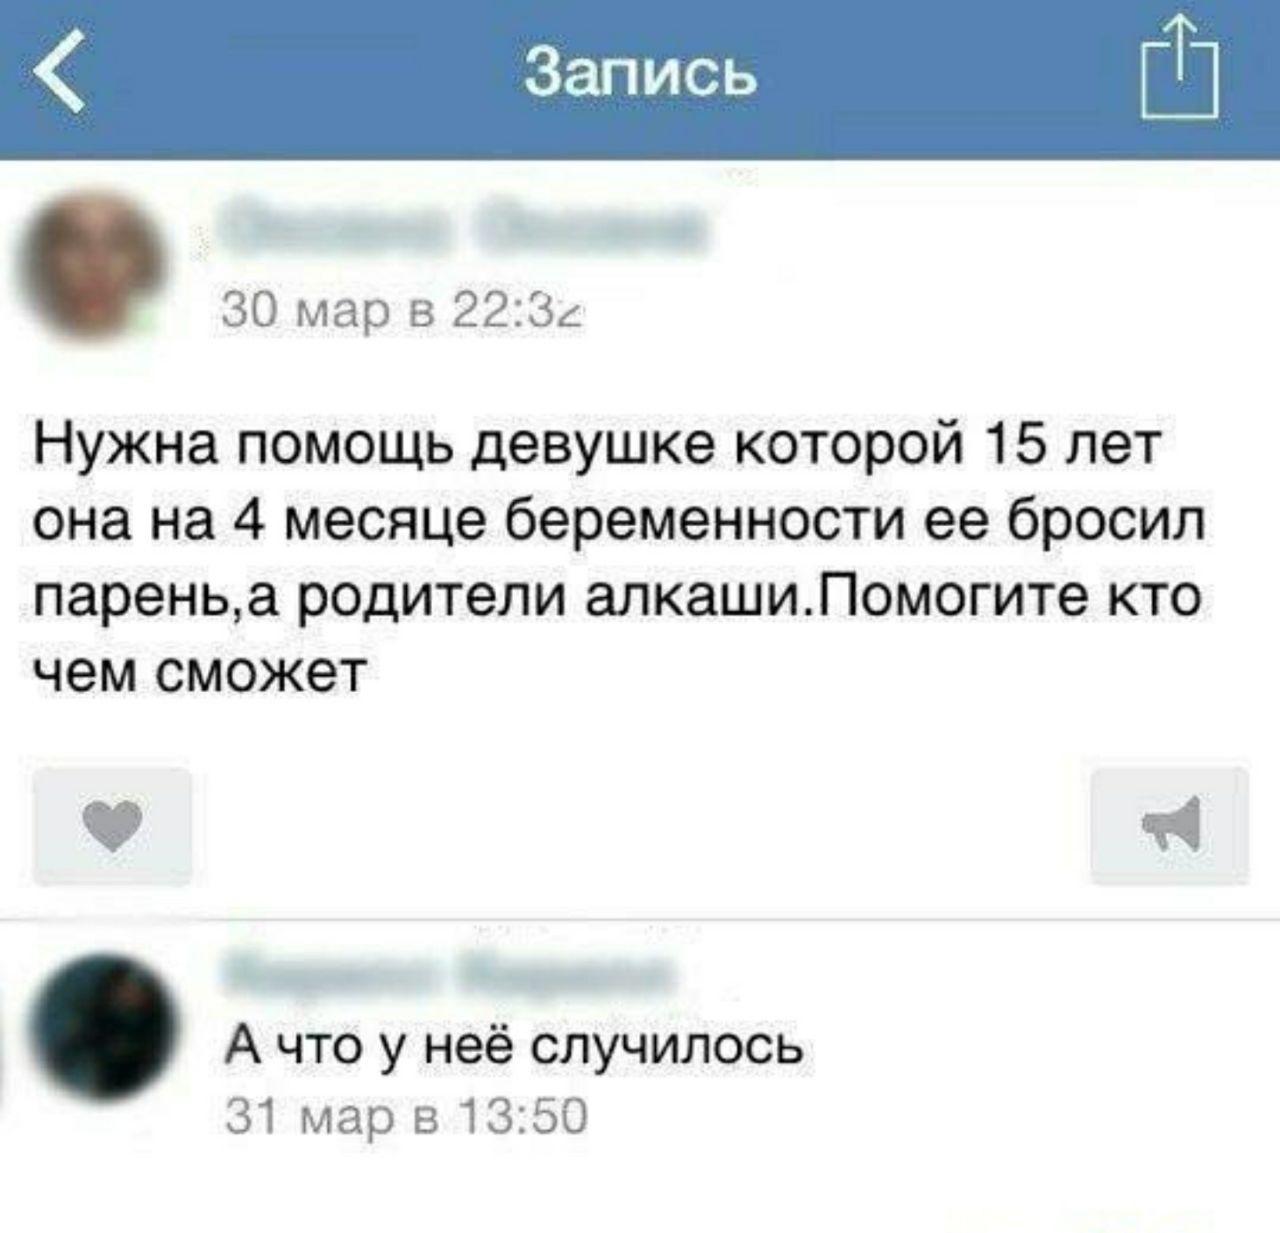 Запись
30 мар в 22:32
Нужна помощь девушке которой 15 лет
она на 4 месяце беременности ее бросил
парень,а родители алкаши.Помогите кто
чем сможет
А что у неё случилось
31 мар в 13:50